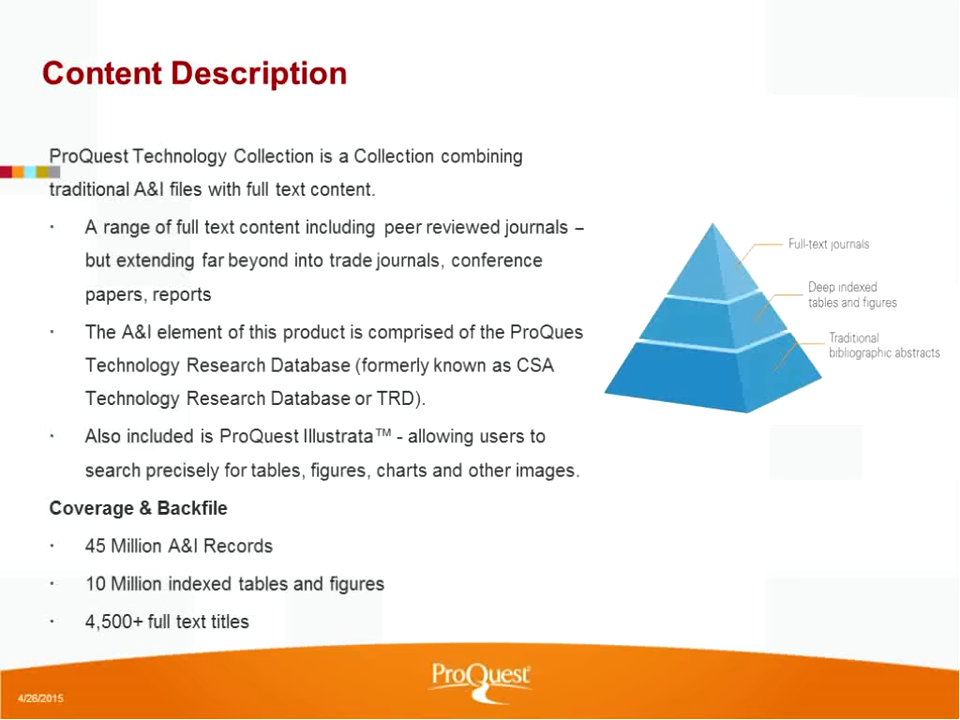 Content Description
ProQuest Technology Collection is a Collection combining
traditional A&I files with full text content.
· A range of full text content including peer reviewed journals –
but extending far beyond into trade journals, conference
papers, reports
· The A&I element of this product is comprised of the ProQues
Technology Research Database (formerly known as CSA
Technology Research Database or TRD).
· Also included is ProQuest Illustrata™ - allowing users to
search precisely for tables, figures, charts and other images.
Coverage & Backfile
· 45 Million A&I Records
· 10 Million indexed tables and figures
· 4,500+ full text titles
Full-text journals
Deep indexed
tables and figures
Traditional
bibliographic abstracts
4/26/2015
ProQuest